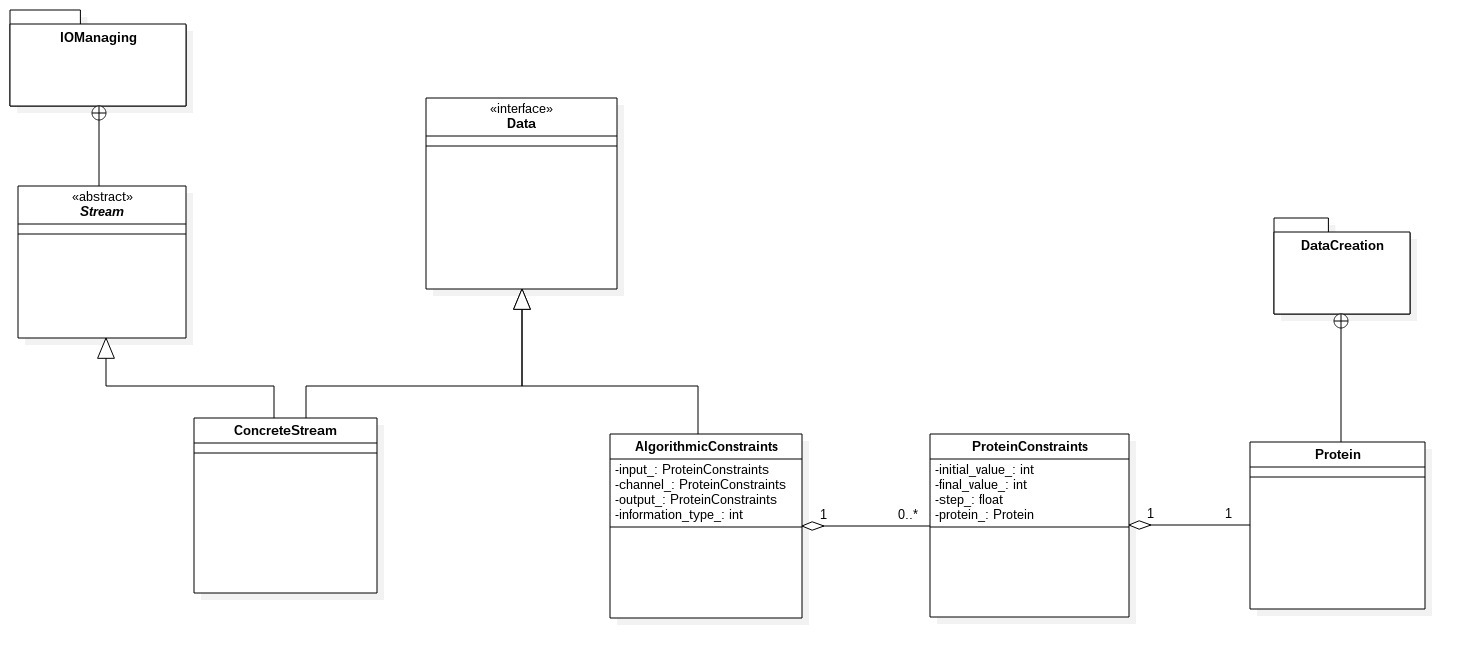 IOManaging
«abstract»
Stream
«interface»
Data
DataCreation
ConcreteStream
AlgorithmicConstraints
-input_: ProteinConstraints
-channel_: ProteinConstraints
-output_: ProteinConstraints
-information_type_: int
1
0..*
ProteinConstraints
-initial_value_: int
-final_value_: int
-step_: float
-protein_: Protein
1
1
Protein